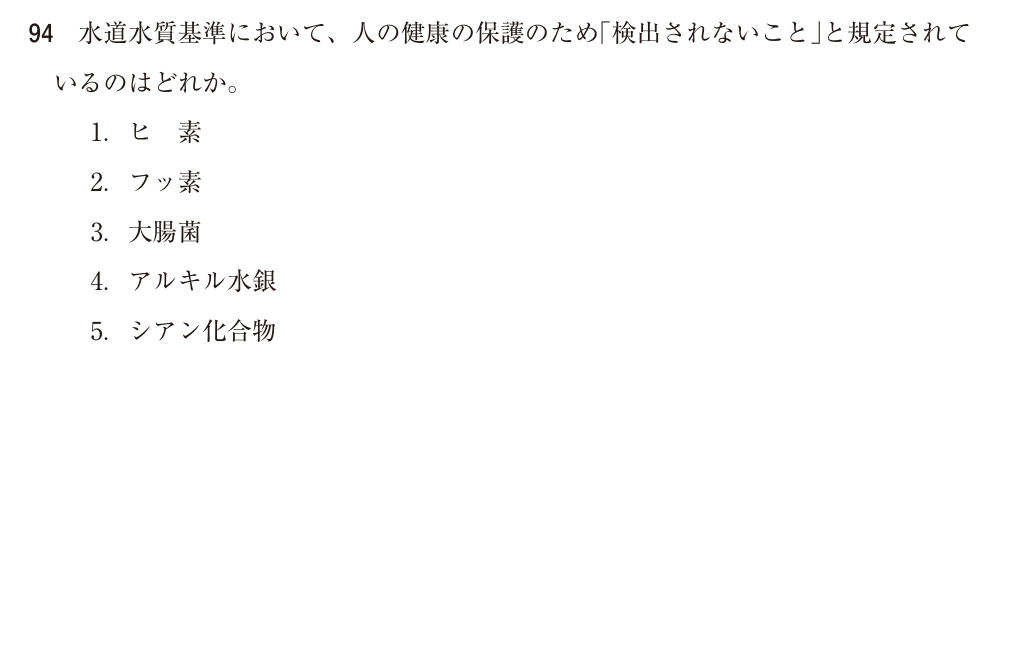 94　水道水質基準において、人の健康の保護のため「検出されないこと」と規定されて
いるのはどれか。
1. ヒ　素
2. フッ素
3. 大腸菌
4. アルキル水銀
5. シアン化合物